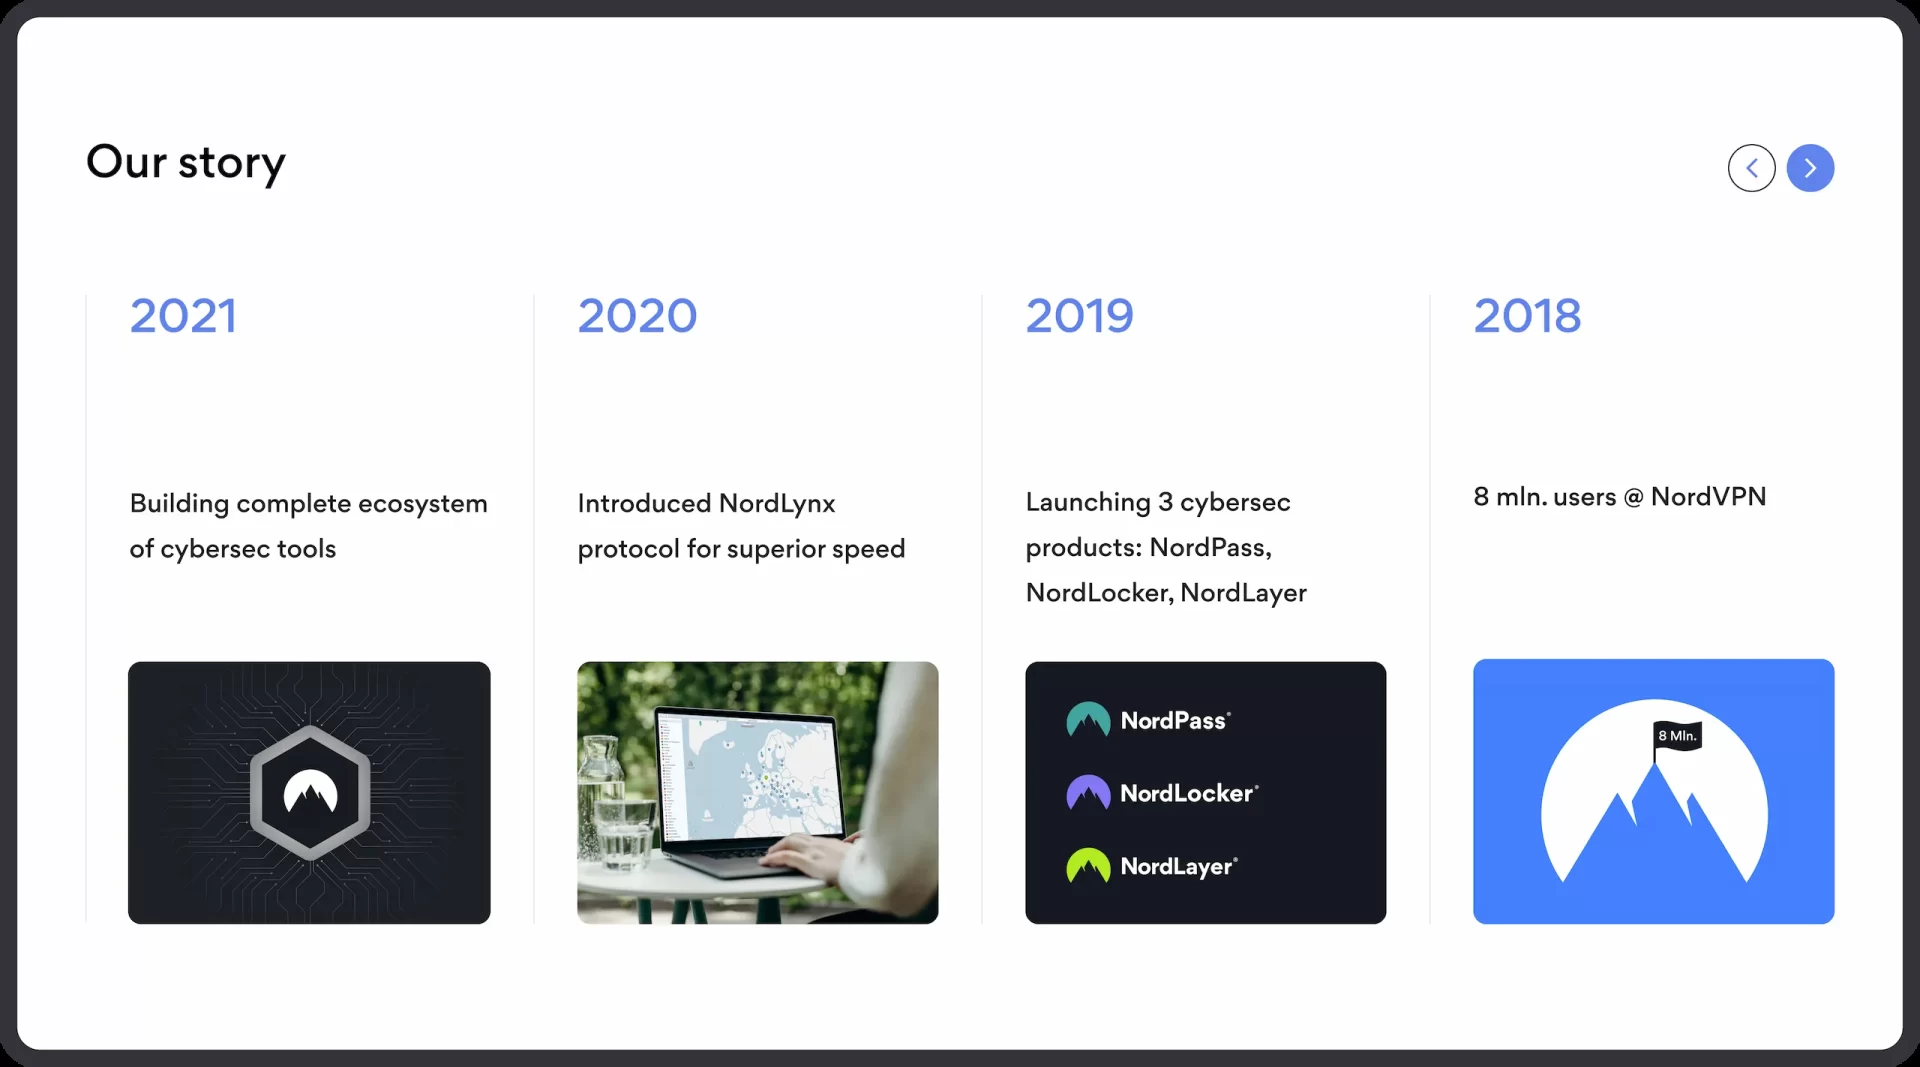 Our story
2021
Building complete ecosystem
of cybersec tools
2020
Introduced NordLynx
protocol for superior speed
2019
Launching 3 cybersec
products: NordPass,
NordLocker, NordLayer
NordPass®
NordLocker®
NordLayer®
2018
8 mln. users @ NordVPN
8 Mln.